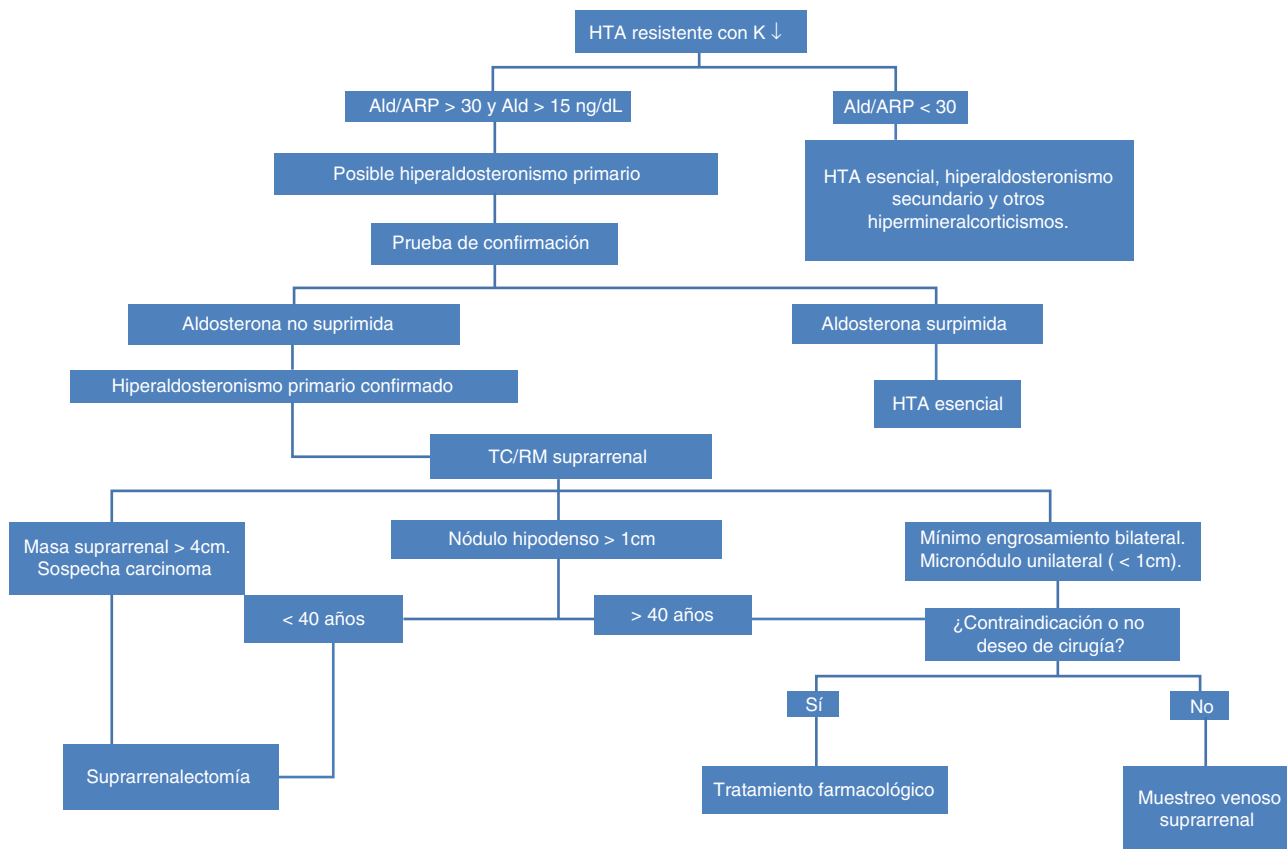 HTA resistente con K ↓
Ald/ARP > 30 y Ald > 15 ng/dL
Ald/ARP < 30
Posible hiperaldosteronismo primario
HTA esencial, hiperaldosteronismo
secundario y otros
hipermineralcorticismos.
Prueba de confirmación
Aldosterona no suprimida
Aldosterona surpimida
Hiperaldosteronismo primario confirmado
HTA esencial
TC/RM suprarrenal
Masa suprarrenal > 4cm.
Sospecha carcinoma
Nódulo hipodenso > 1cm
Mínimo engrosamiento bilateral.
Micronódulo unilateral ( < 1cm).
< 40 años
> 40 años
¿Contraindicación o no
deseo de cirugía?
Sí
No
Suprarrenalectomía
Tratamiento farmacológico
Muestreo venoso
suprarrenal